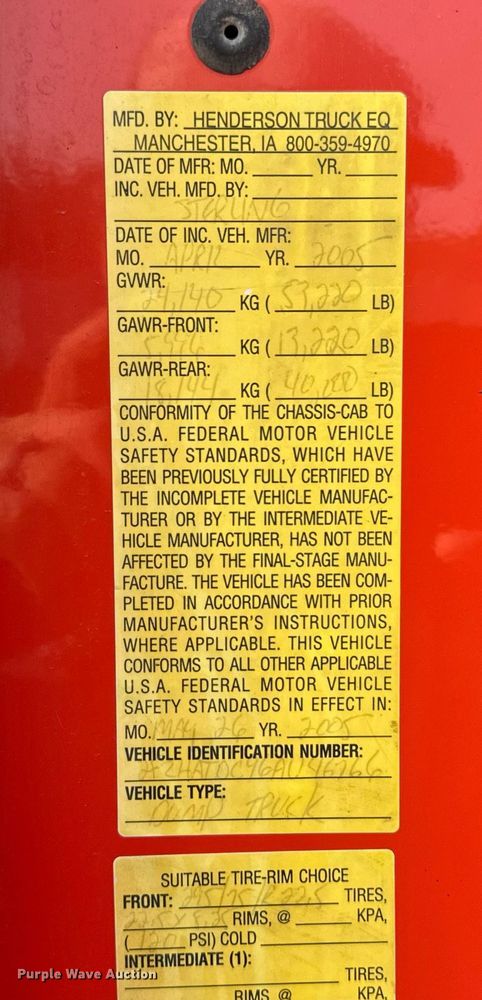 MFD. BY: HENDERSON TRUCK EQ
MANCHESTER, IA 800-359-4970
DATE OF MFR: MO. YR.
INC. VEH. MFD. BY:
STERLING
DATE OF INC. VEH. MFR:
MO. APRIL YR. 2005
GVWR:
24,140 KG ( 53,220 LB)
GAWR-FRONT:
KG ( 13,220 LB)
GAWR-REAR:
18,144 KG ( LB)
CONFORMITY OF THE CHASSIS-CAB TO
U.S.A. FEDERAL MOTOR VEHICLE
SAFETY STANDARDS, WHICH HAVE
BEEN PREVIOUSLY FULLY CERTIFIED BY
THE INCOMPLETE VEHICLE MANUFAC-
TURER OR BY THE INTERMEDIATE VE-
HICLE MANUFACTURER, HAS NOT BEEN
AFFECTED BY THE FINAL-STAGE MANU-
FACTURE. THE VEHICLE HAS BEEN COM-
PLETED IN ACCORDANCE WITH PRIOR
MANUFACTURER'S INSTRUCTIONS,
WHERE APPLICABLE. THIS VEHICLE
CONFORMS TO ALL OTHER APPLICABLE
U.S.A. FEDERAL MOTOR VEHICLE
SAFETY STANDARDS IN EFFECT IN:
MO. MAY 26 YR. 2005
VEHICLE IDENTIFICATION NUMBER:
VEHICLE TYPE:
DUMP TRUCK
SUITABLE TIRE-RIM CHOICE
FRONT: TIRES,
RIMS, @ KPA,
( PSI) COLD
INTERMEDIATE (1):
TIRES,
RIMS, @ KPA,
Purple Wave Auction